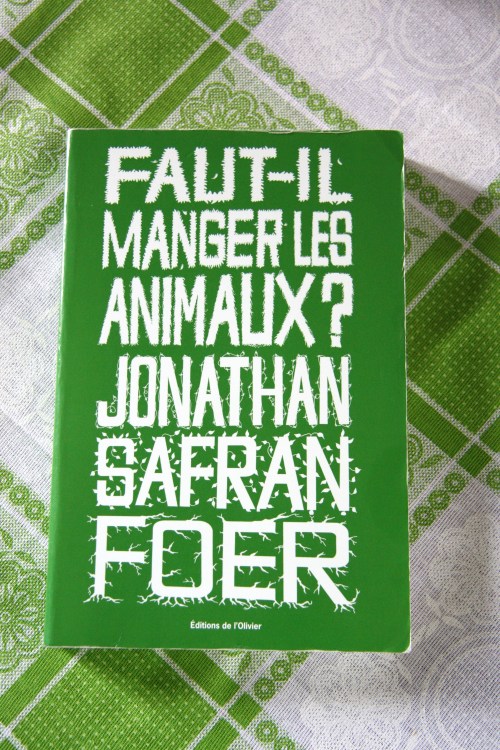 FAUT-IL
MANGER LES
ANIMAUX?
JONATHAN
SAFRAN
FOER
Éditions de l'Olivier